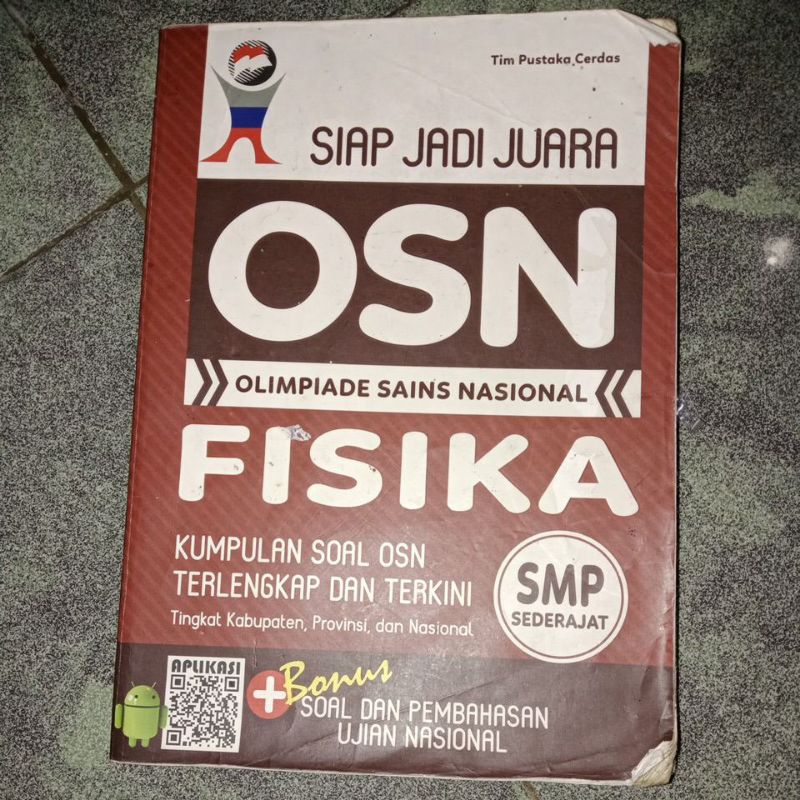 Tim Pustaka Cerdas
SIAP JADI JUARA
OSN
OLIMPIADE SAINS NASIONAL
FISIKA
KUMPULAN SOAL OSN
TERLENGKAP DAN TERKINI
Tingkat Kabupaten, Provinsi, dan Nasional
SMP
SEDERAJAT
APLIKASI
+Bonus
SOAL DAN PEMBAHASAN
UJIAN NASIONAL